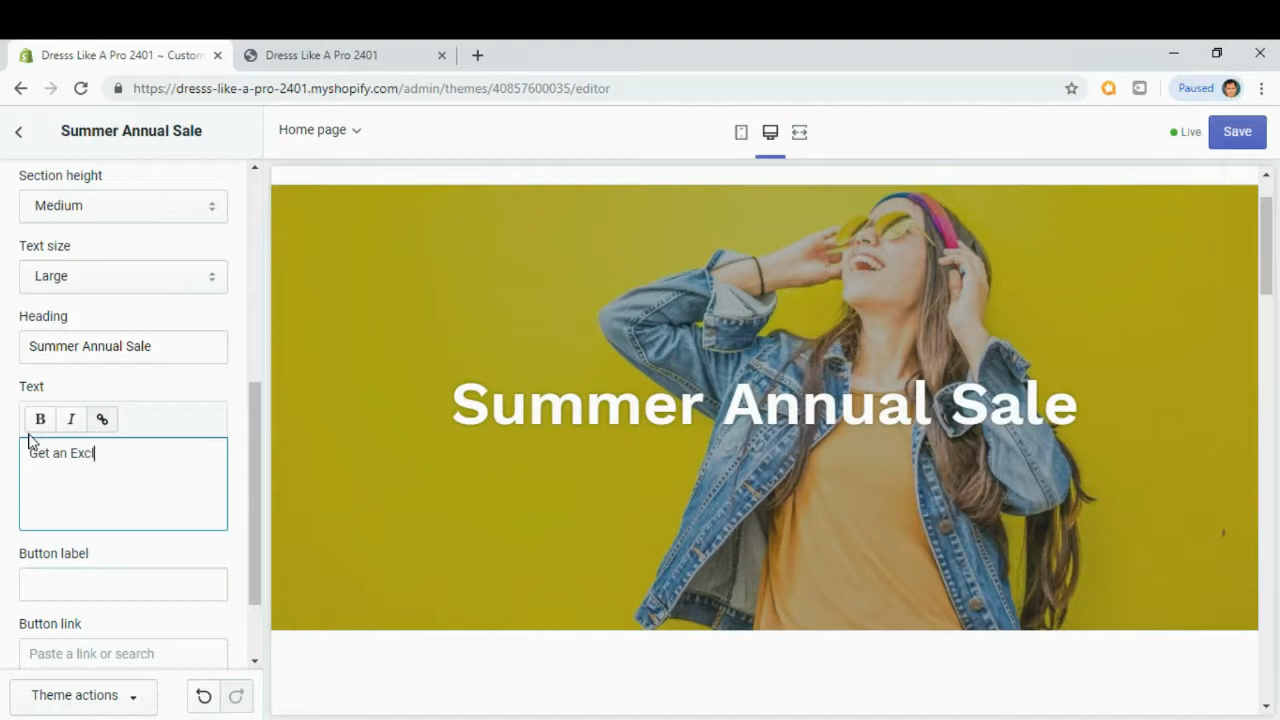 Dresss Like A Pro 2401 ~ Custom
Dresss Like A Pro 2401
https://dresss-like-a-pro-2401.myshopify.com/admin/themes/40857600035/editor
Paused
Summer Annual Sale
Home page
Live
Save
Section height
Medium
Text size
Large
Heading
Summer Annual Sale
Text
B I
Get an Excl
Button label
Button link
Paste a link or search
Theme actions
Summer Annual Sale